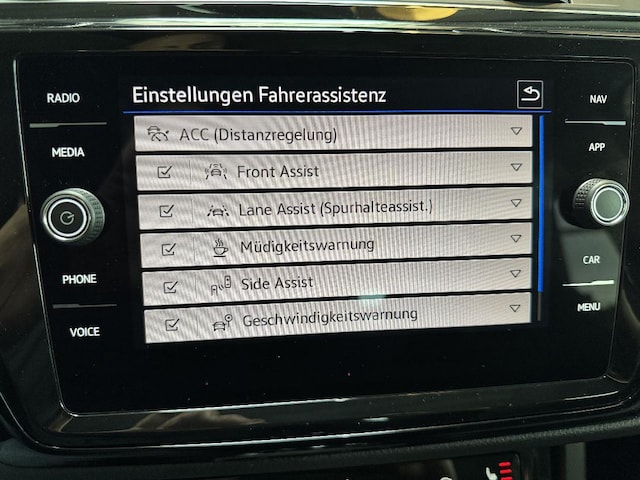 Einstellungen Fahrerassistenz
RADIO
MEDIA
PHONE
VOICE
ACC (Distanzregelung)
Front Assist
Lane Assist (Spurhalteassist.)
Müdigkeitswarnung
Side Assist
Geschwindigkeitswarnung
NAV
APP
CAR
MENU